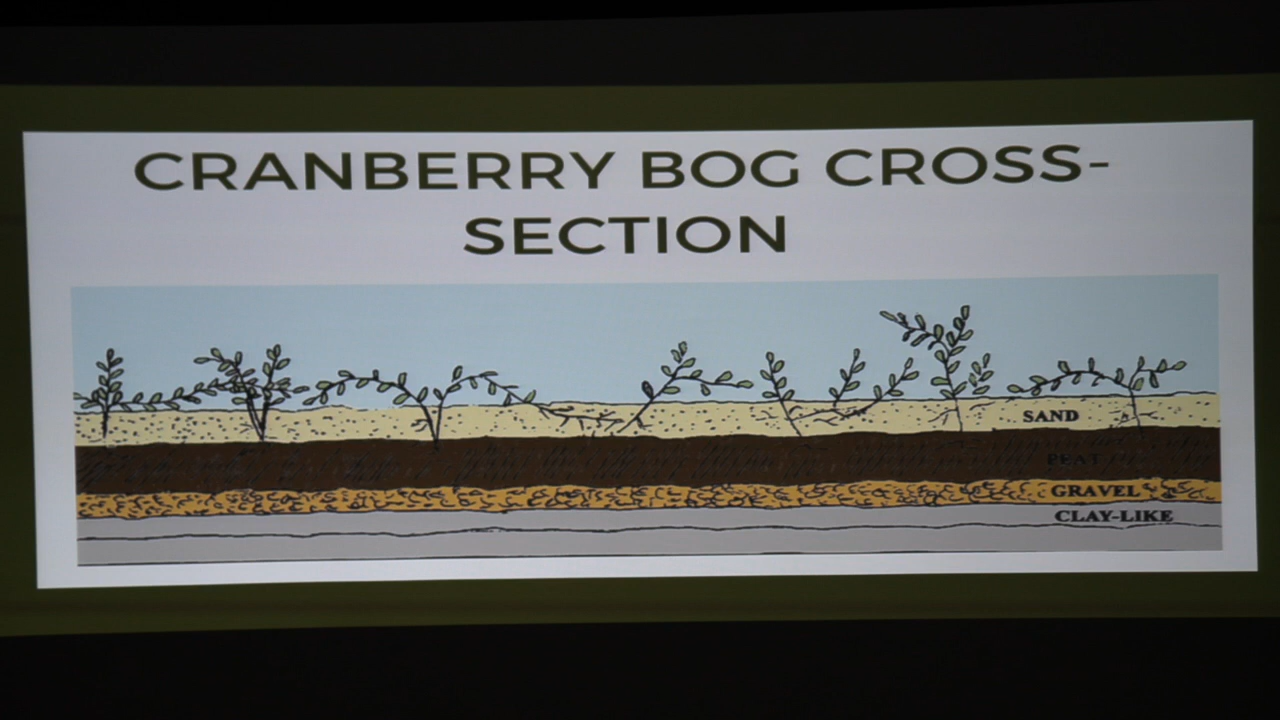 CRANBERRY BOG CROSS-
SECTION
SAND
PEAT
GRAVEL
CLAY-LIKE